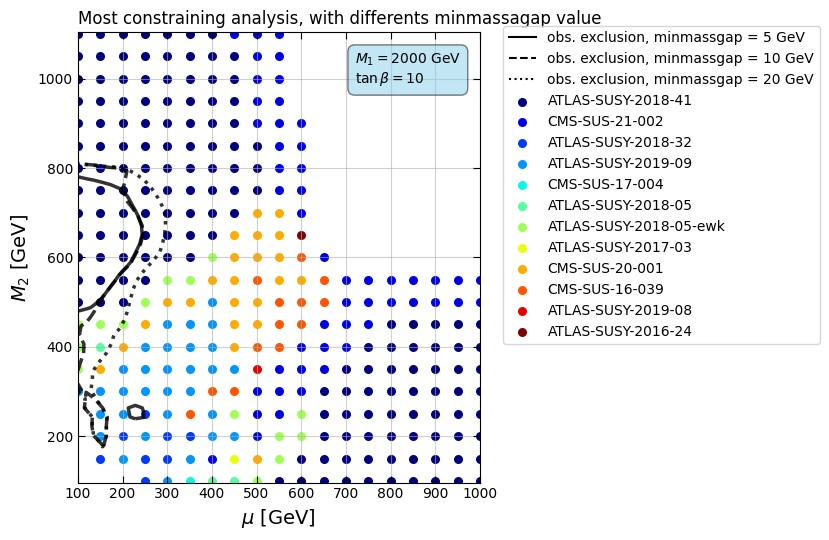 Most constraining analysis, with differents minmassagap value
M₁ = 2000 GeV
tan β = 10
obs. exclusion, minmassgap = 5 GeV
obs. exclusion, minmassgap = 10 GeV
obs. exclusion, minmassgap = 20 GeV
ATLAS-SUSY-2018-41
CMS-SUS-21-002
ATLAS-SUSY-2018-32
ATLAS-SUSY-2019-09
CMS-SUS-17-004
ATLAS-SUSY-2018-05
ATLAS-SUSY-2018-05-ewk
ATLAS-SUSY-2017-03
CMS-SUS-20-001
CMS-SUS-16-039
ATLAS-SUSY-2019-08
ATLAS-SUSY-2016-24
M₂ [GeV]
1000
800
600
400
200
100 200 300 400 500 600 700 800 900 1000
μ [GeV]